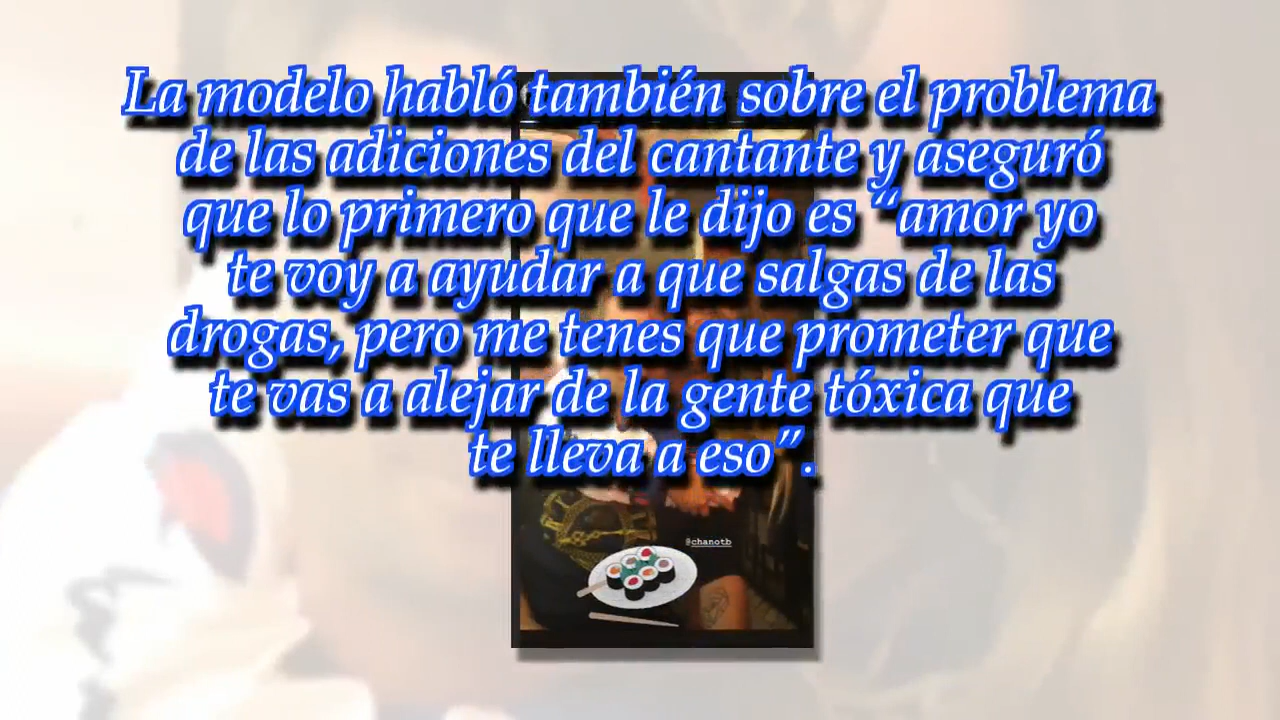 La modelo habló también sobre el problema
de las adiciones del cantante y aseguró
que lo primero que le dijo es “amor yo
te voy a ayudar a que salgas de las
drogas, pero me tenes que prometer que
te vas a alejar de la gente tóxica que
te lleva a eso”.
@chanotb